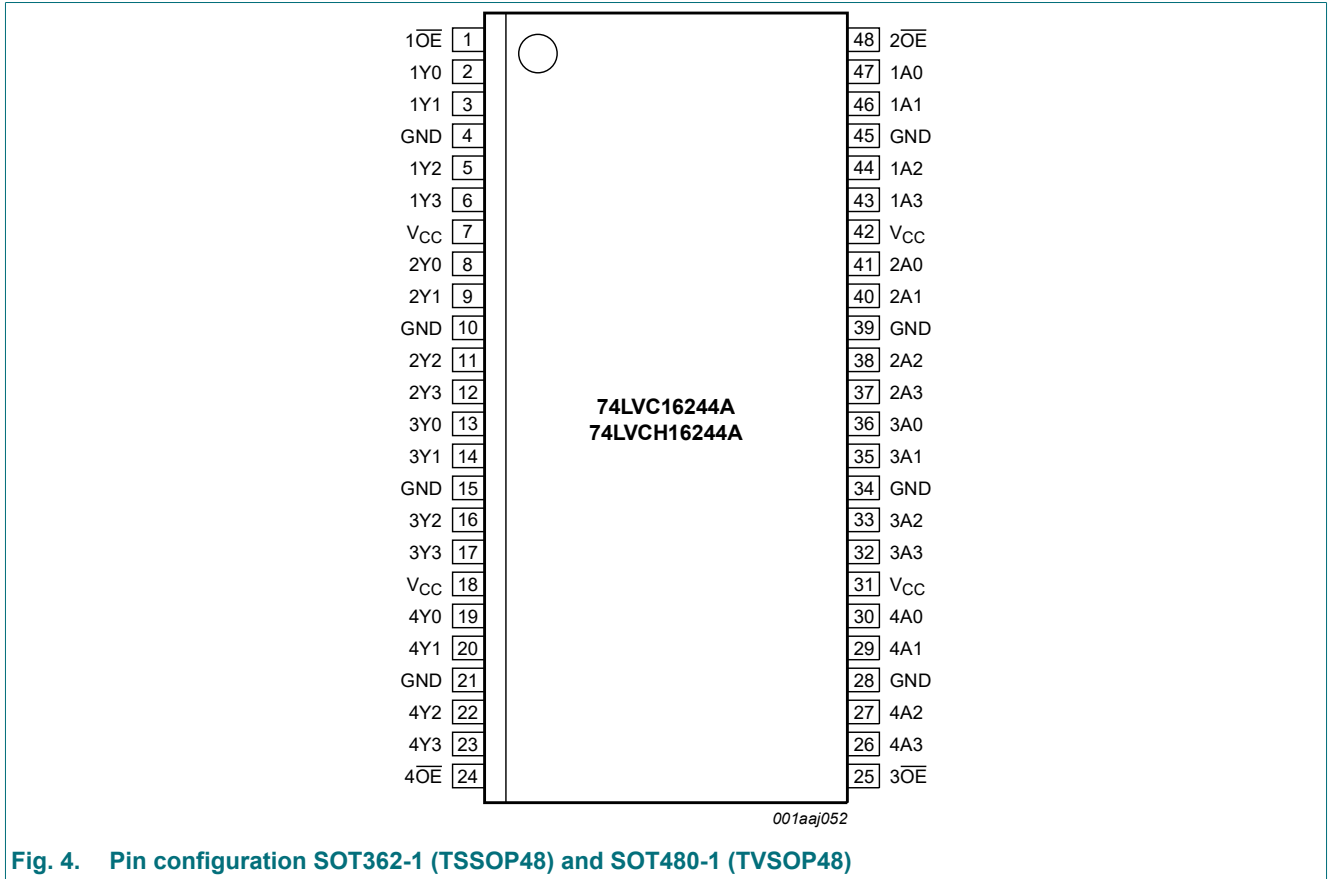 1O̅E̅ 1 48 2O̅E̅
1Y0 2 47 1A0
1Y1 3 46 1A1
GND 4 45 GND
1Y2 5 44 1A2
1Y3 6 43 1A3
VCC 7 42 VCC
2Y0 8 41 2A0
2Y1 9 40 2A1
GND 10 39 GND
2Y2 11 38 2A2
2Y3 12 37 2A3
74LVC16244A
74LVCH16244A
3Y0 13 36 3A0
3Y1 14 35 3A1
GND 15 34 GND
3Y2 16 33 3A2
3Y3 17 32 3A3
VCC 18 31 VCC
4Y0 19 30 4A0
4Y1 20 29 4A1
GND 21 28 GND
4Y2 22 27 4A2
4Y3 23 26 4A3
4O̅E̅ 24 25 3O̅E̅
001aaj052
Fig. 4. Pin configuration SOT362-1 (TSSOP48) and SOT480-1 (TVSOP48)